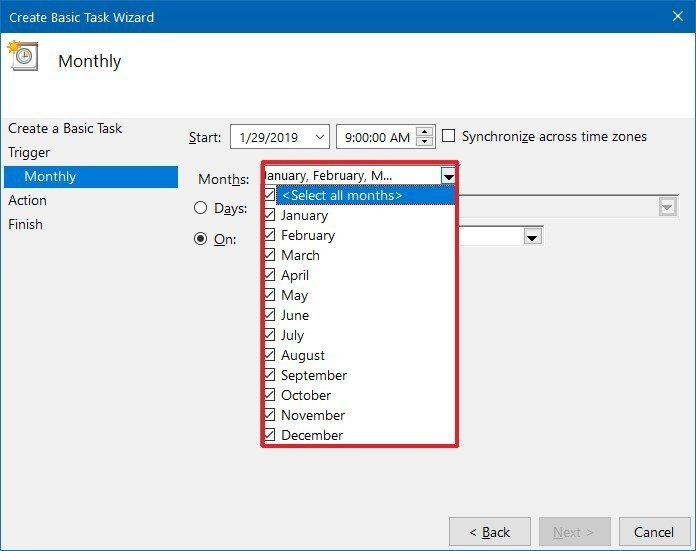 Create Basic Task Wizard
Monthly
Create a Basic Task
Trigger
Monthly
Action
Finish
Start: 1/29/2019 9:00:00 AM Synchronize across time zones
Months: January, February, M...
<Select all months>
Days:
January
On:
February
March
April
May
June
July
August
September
October
November
December
< Back Next > Cancel